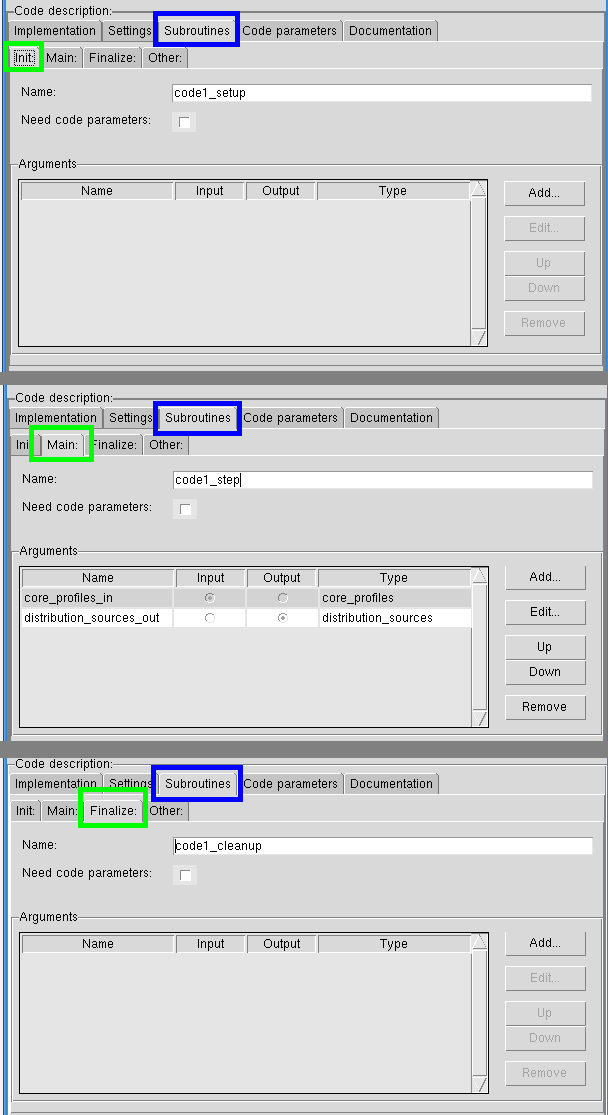 Code description:
Implementation Settings Subroutines Code parameters Documentation
Init: Main: Finalize: Other:
Name: code1_setup
Need code parameters:
Arguments
Name Input Output Type
Add...
Edit...
Up
Down
Remove
Code description:
Implementation Settings Subroutines Code parameters Documentation
Init: Main: Finalize: Other:
Name: code1_step
Need code parameters:
Arguments
Name Input Output Type
core_profiles_in core_profiles
distribution_sources_out distribution_sources
Add...
Edit...
Up
Down
Remove
Code description:
Implementation Settings Subroutines Code parameters Documentation
Init: Main: Finalize: Other:
Name: code1_cleanup
Need code parameters:
Arguments
Name Input Output Type
Add...
Edit...
Up
Down
Remove